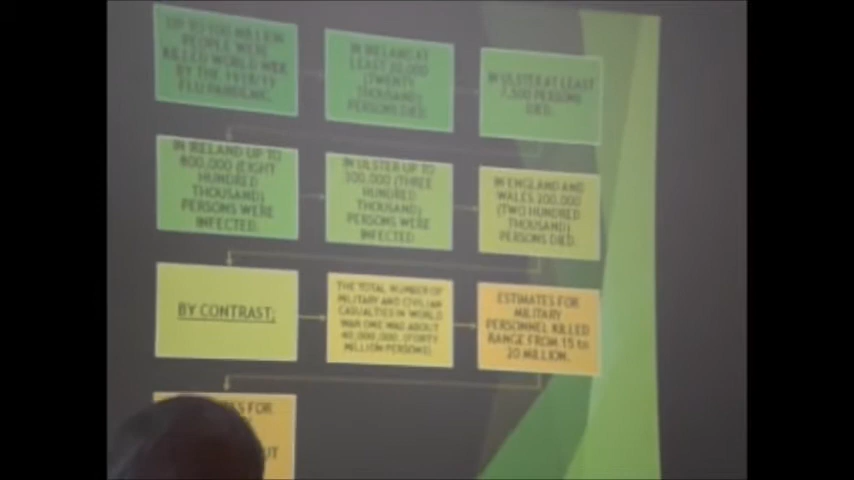 UP TO 100 MILLION
PEOPLE WERE
KILLED WORLD WIDE
BY THE 1918/19
FLU PANDEMIC.
IN IRELAND AT
LEAST 20,000
(TWENTY
THOUSAND)
PERSONS DIED.
IN ULSTER AT LEAST
7,500 PERSONS
DIED.
IN IRELAND UP TO
800,000 (EIGHT
HUNDRED
THOUSAND)
PERSONS WERE
INFECTED.
IN ULSTER UP TO
300,000 (THREE
HUNDRED
THOUSAND)
PERSONS WERE
INFECTED
IN ENGLAND AND
WALES 200,000
(TWO HUNDRED
THOUSAND)
PERSONS DIED.
BY CONTRAST;
THE TOTAL NUMBER OF
MILITARY AND CIVILIAN
CASUALTIES IN WORLD
WAR ONE WAS ABOUT
40,000,000. (FORTY
MILLION PERSONS).
ESTIMATES FOR
MILITARY
PERSONNEL KILLED
RANGE FROM 15 to
20 MILLION.
FOR